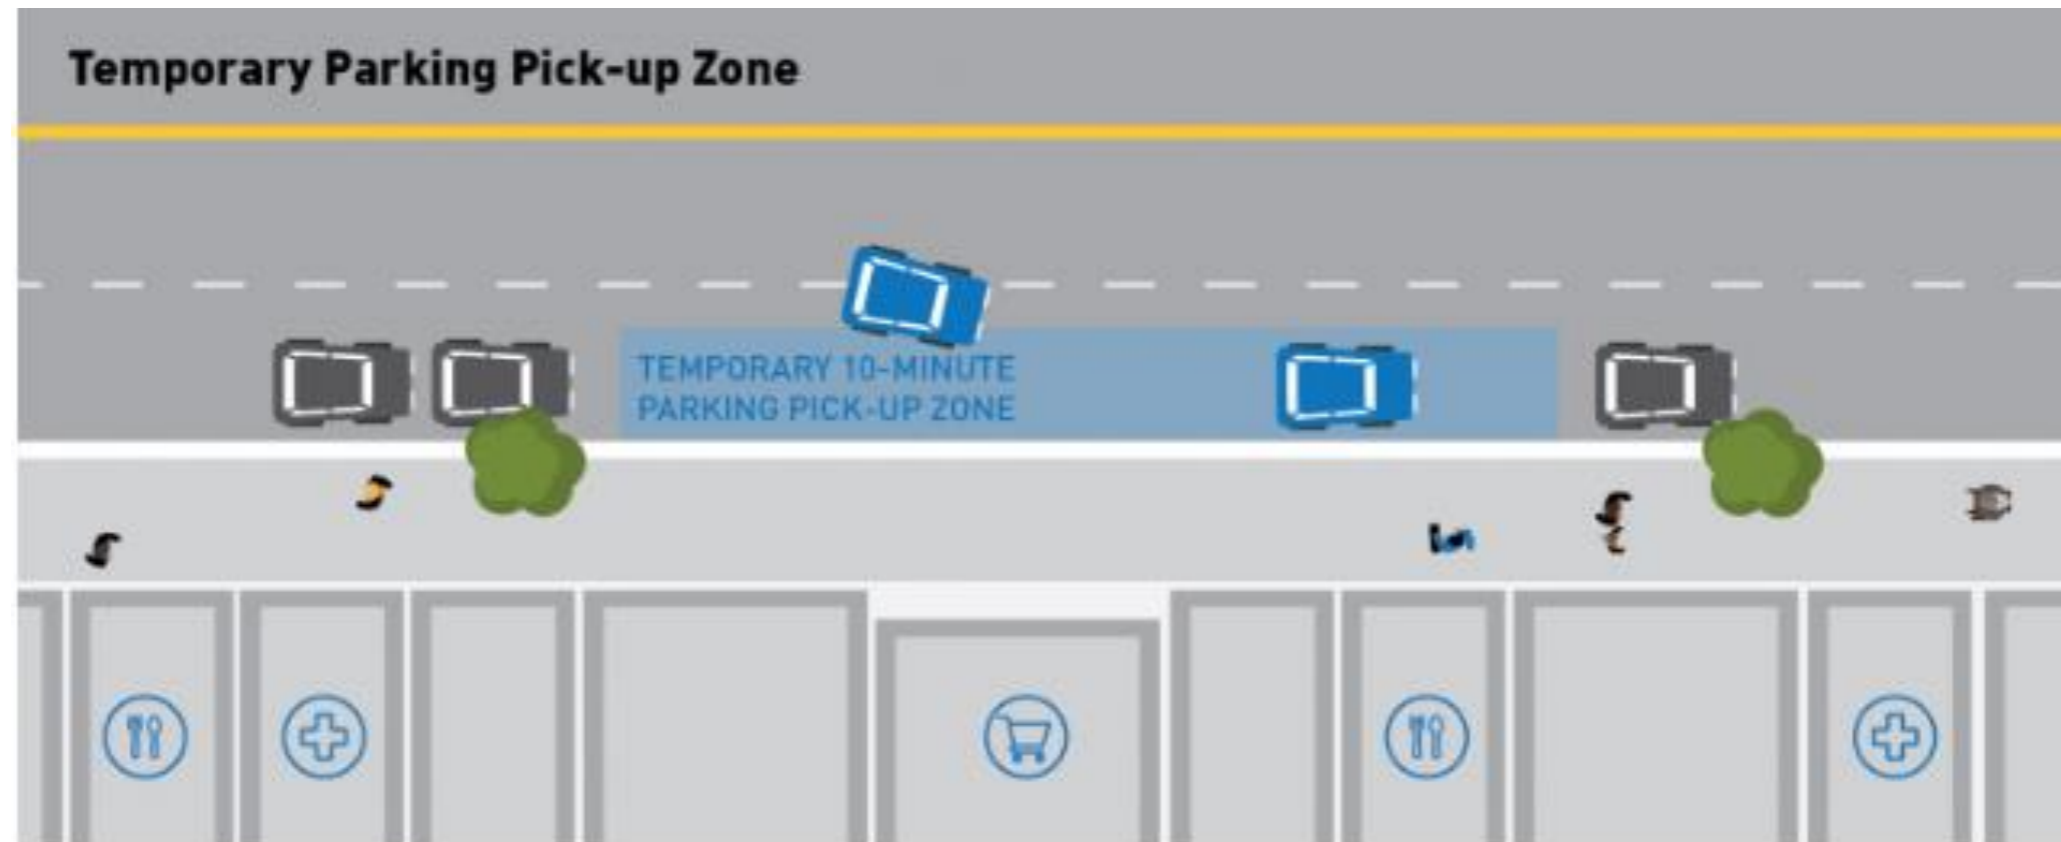 Temporary Parking Pick-up Zone
TEMPORARY 10-MINUTE
PARKING PICK-UP ZONE